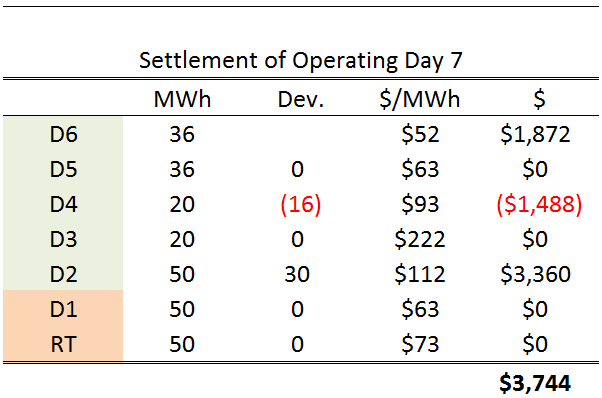 Settlement of Operating Day 7
MWh Dev. $/MWh $
D6 36 $52 $1,872
D5 36 0 $63 $0
D4 20 (16) $93 ($1,488)
D3 20 0 $222 $0
D2 50 30 $112 $3,360
D1 50 0 $63 $0
RT 50 0 $73 $0
$3,744